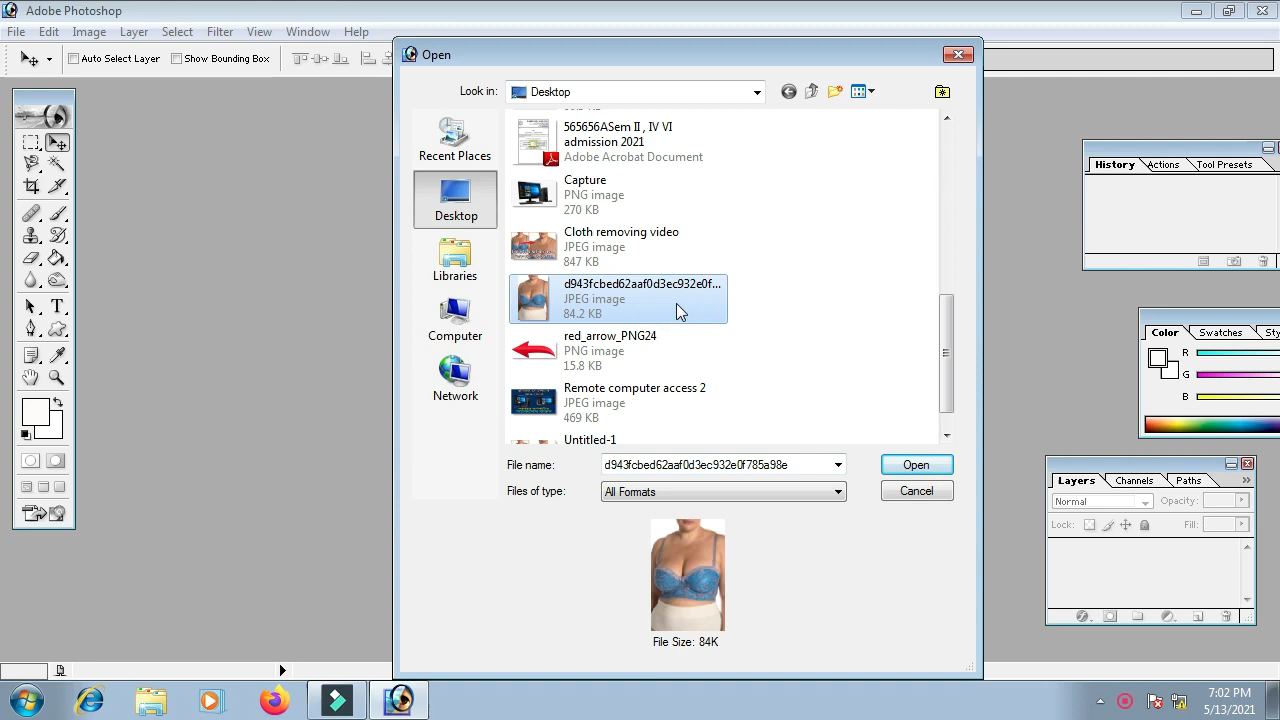 Adobe Photoshop
File Edit Image Layer Select Filter View Window Help
Auto Select Layer Show Bounding Box
Open
Look in: Desktop
Recent Places
Desktop
Libraries
Computer
Network
565656ASem II , IV VI
admission 2021
Adobe Acrobat Document
Capture
PNG image
270 KB
Cloth removing video
JPEG image
847 KB
d943fcbed62aaf0d3ec932e0f...
JPEG image
84.2 KB
red_arrow_PNG24
PNG image
15.8 KB
Remote computer access 2
JPEG image
469 KB
Untitled-1
File name: d943fcbed62aaf0d3ec932e0f785a98e
Open
Files of type: All Formats
Cancel
File Size: 84K
History Actions Tool Presets
Color Swatches Sty
R
G
B
Layers Channels Paths
Normal Opacity:
Lock: Fill:
7:02 PM
5/13/2021